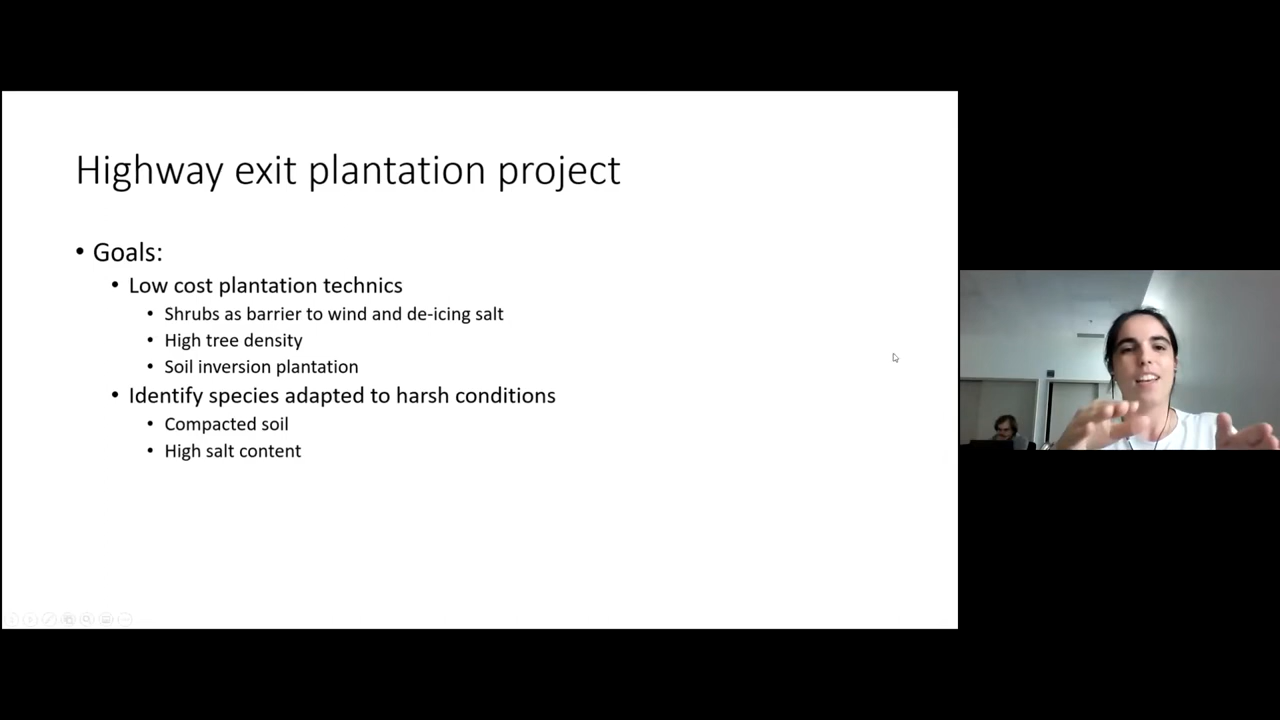 Highway exit plantation project
• Goals:
• Low cost plantation technics
• Shrubs as barrier to wind and de-icing salt
• High tree density
• Soil inversion plantation
• Identify species adapted to harsh conditions
• Compacted soil
• High salt content